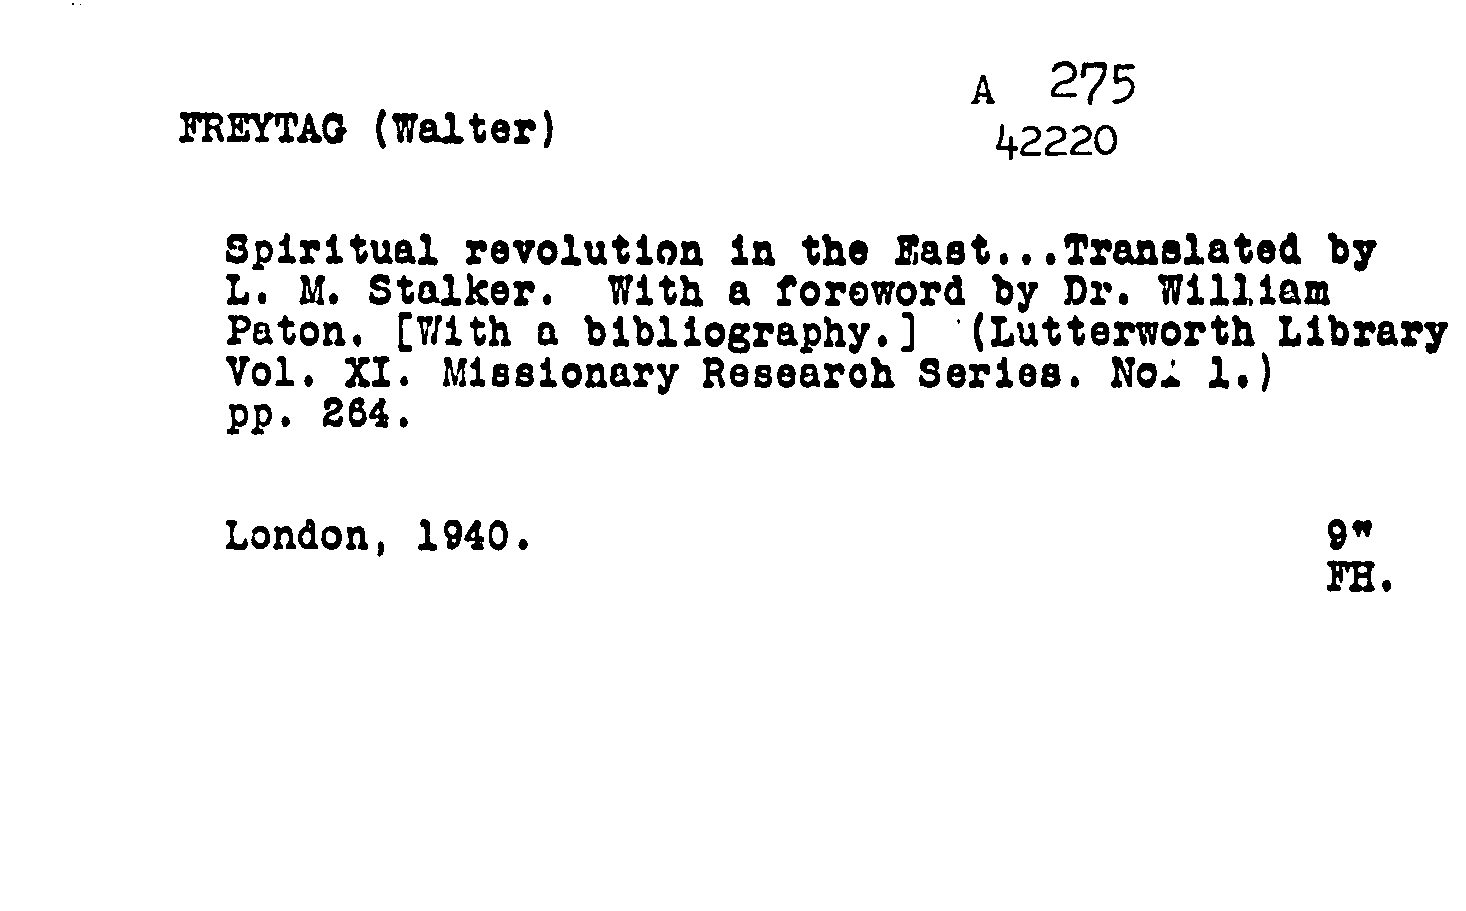 A 275
FREYTAG (Walter)
42220
Spiritual revolution in the East...Translated by
L. M. Stalker. With a foreword by Dr. William
Paton. [With a bibliography.] (Lutterworth Library
Vol. XI. Missionary Research Series. No. 1.)
pp. 264.
London, 1940.
9"
FH.